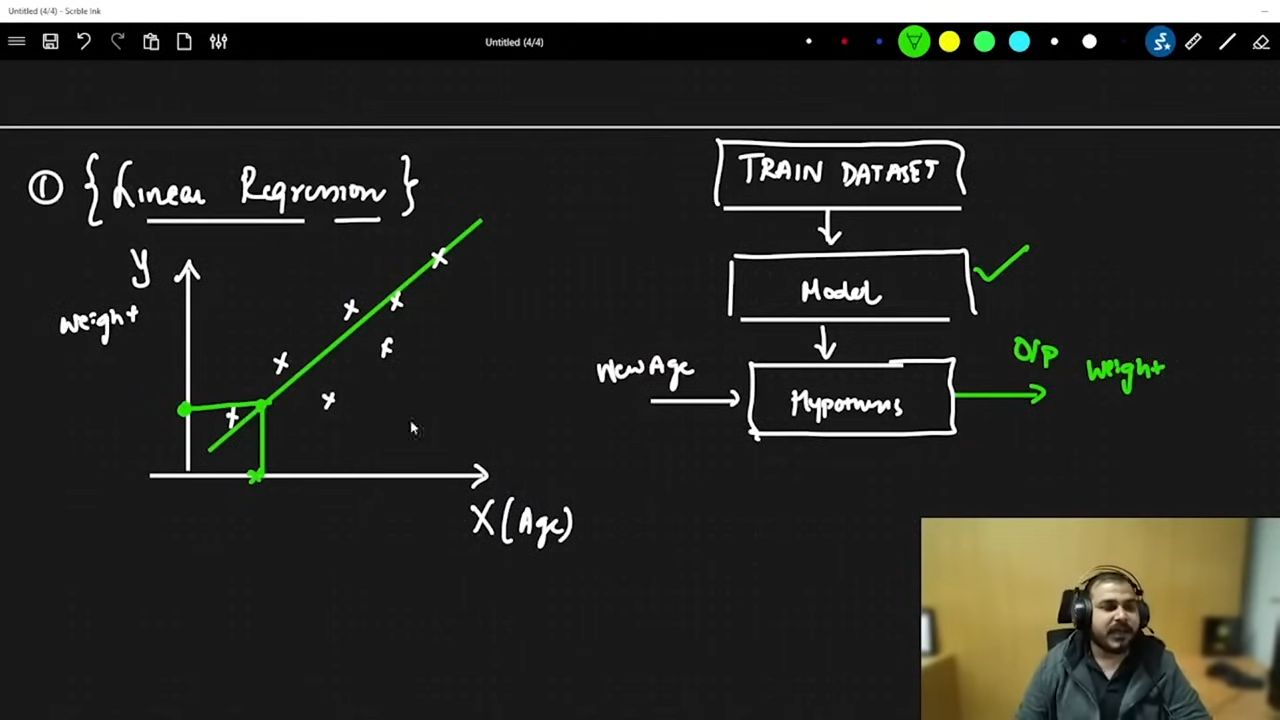 Untitled (4/4) - Scrble Ink
Untitled (4/4)
① { Linear Regression }
y
Weight
X (Age)
TRAIN DATASET
Model
New Age
Hypothesis
O/P
Weight